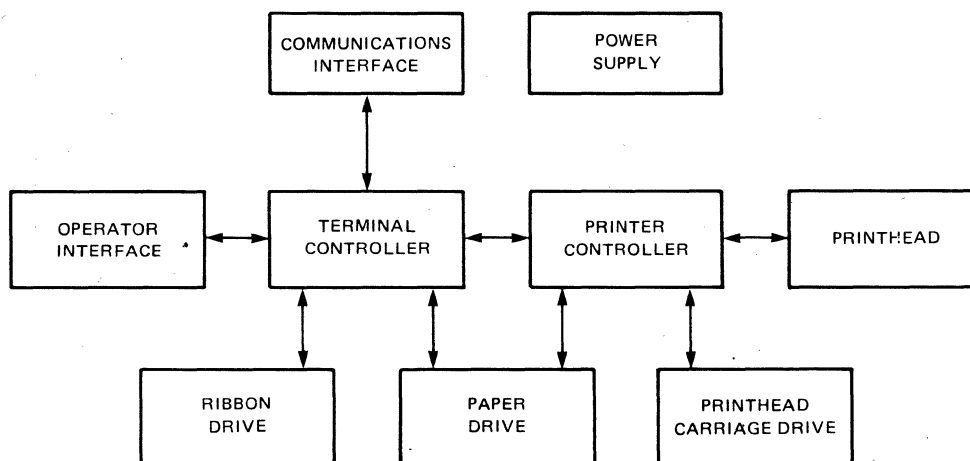 COMMUNICATIONS
INTERFACE
POWER
SUPPLY
OPERATOR
INTERFACE
TERMINAL
CONTROLLER
PRINTER
CONTROLLER
PRINTHEAD
RIBBON
DRIVE
PAPER
DRIVE
PRINTHEAD
CARRIAGE DRIVE